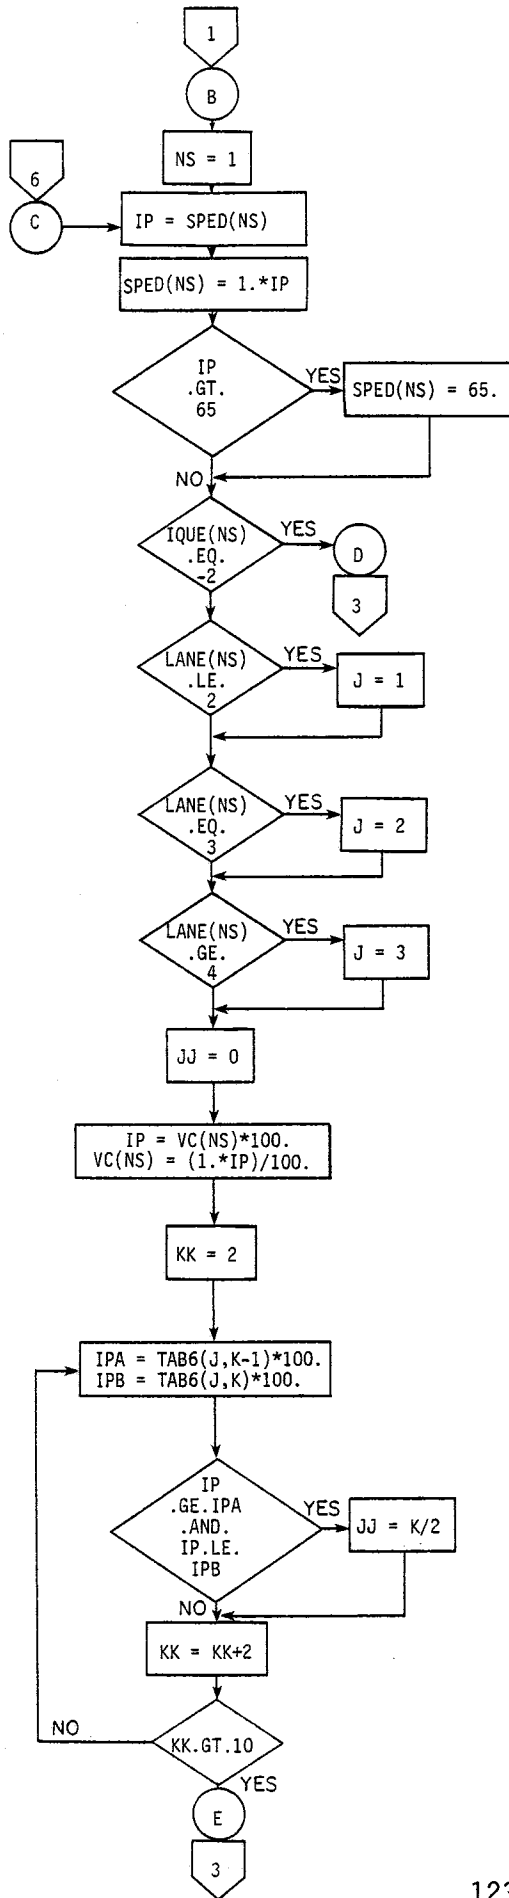 1
B
NS = 1
6
C
IP = SPED(NS)
SPED(NS) = 1.*IP
IP
.GT.
65
YES
SPED(NS) = 65.
NO
IQUE(NS)
.EQ.
-2
YES
D
3
LANE(NS)
.LE.
2
YES
J = 1
LANE(NS)
.EQ.
3
YES
J = 2
LANE(NS)
.GE.
4
YES
J = 3
JJ = 0
IP = VC(NS)*100.
VC(NS) = (1.*IP)/100.
KK = 2
IPA = TAB6(J,K-1)*100.
IPB = TAB6(J,K)*100.
IP
.GE.IPA
.AND.
IP.LE.
IPB
YES
JJ = K/2
NO
KK = KK+2
KK.GT.10
NO
YES
E
3
123